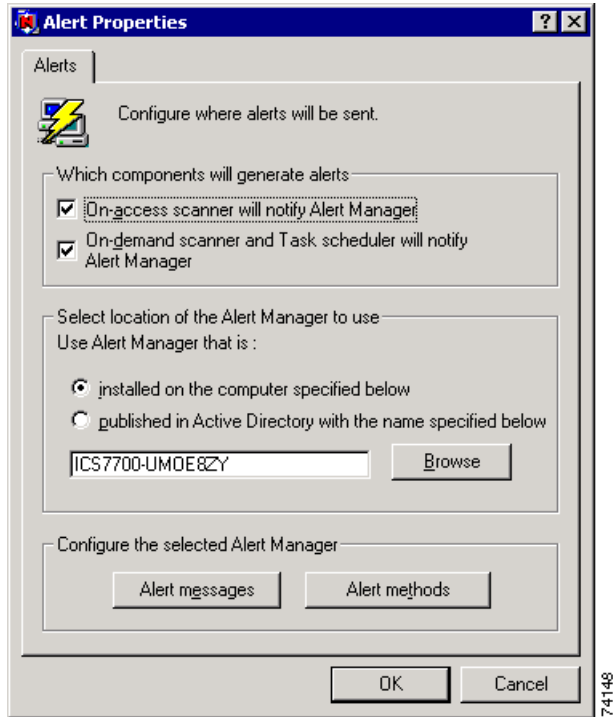 Alert Properties
Alerts
Configure where alerts will be sent.
Which components will generate alerts
On-access scanner will notify Alert Manager
On-demand scanner and Task scheduler will notify
Alert Manager
Select location of the Alert Manager to use
Use Alert Manager that is :
installed on the computer specified below
published in Active Directory with the name specified below
ICS7700-UMOE8ZY
Browse
Configure the selected Alert Manager
Alert messages
Alert methods
OK
Cancel
74148